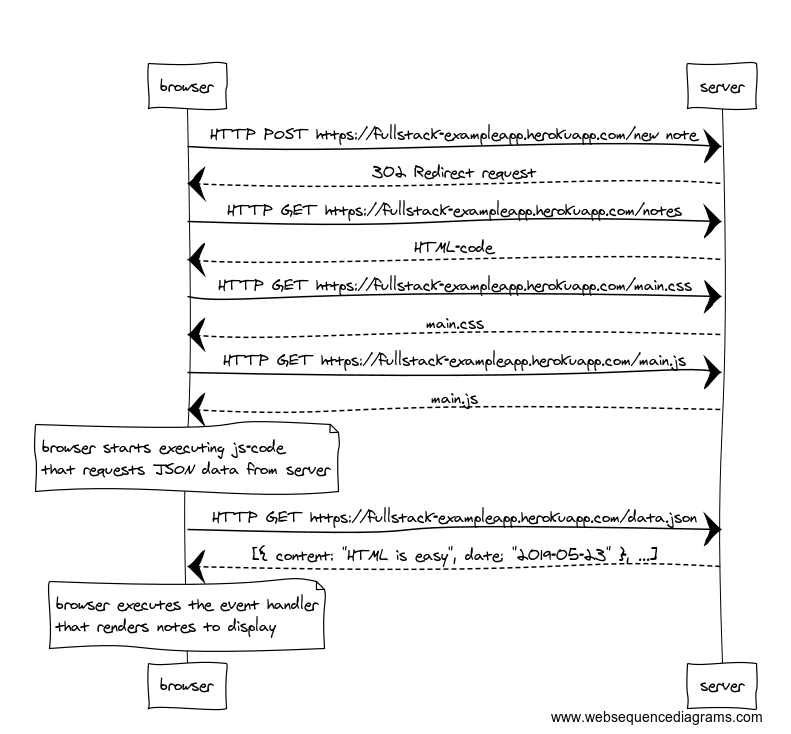 browser
server
HTTP POST https://fullstack-exampleapp.herokuapp.com/new note
302 Redirect request
HTTP GET https://fullstack-exampleapp.herokuapp.com/notes
HTML-code
HTTP GET https://fullstack-exampleapp.herokuapp.com/main.css
main.css
HTTP GET https://fullstack-exampleapp.herokuapp.com/main.js
main.js
browser starts executing js-code
that requests JSON data from server
HTTP GET https://fullstack-exampleapp.herokuapp.com/data.json
[{ content: "HTML is easy", date: "2019-05-23" }, ...]
browser executes the event handler
that renders notes to display
browser
server
www.websequencediagrams.com